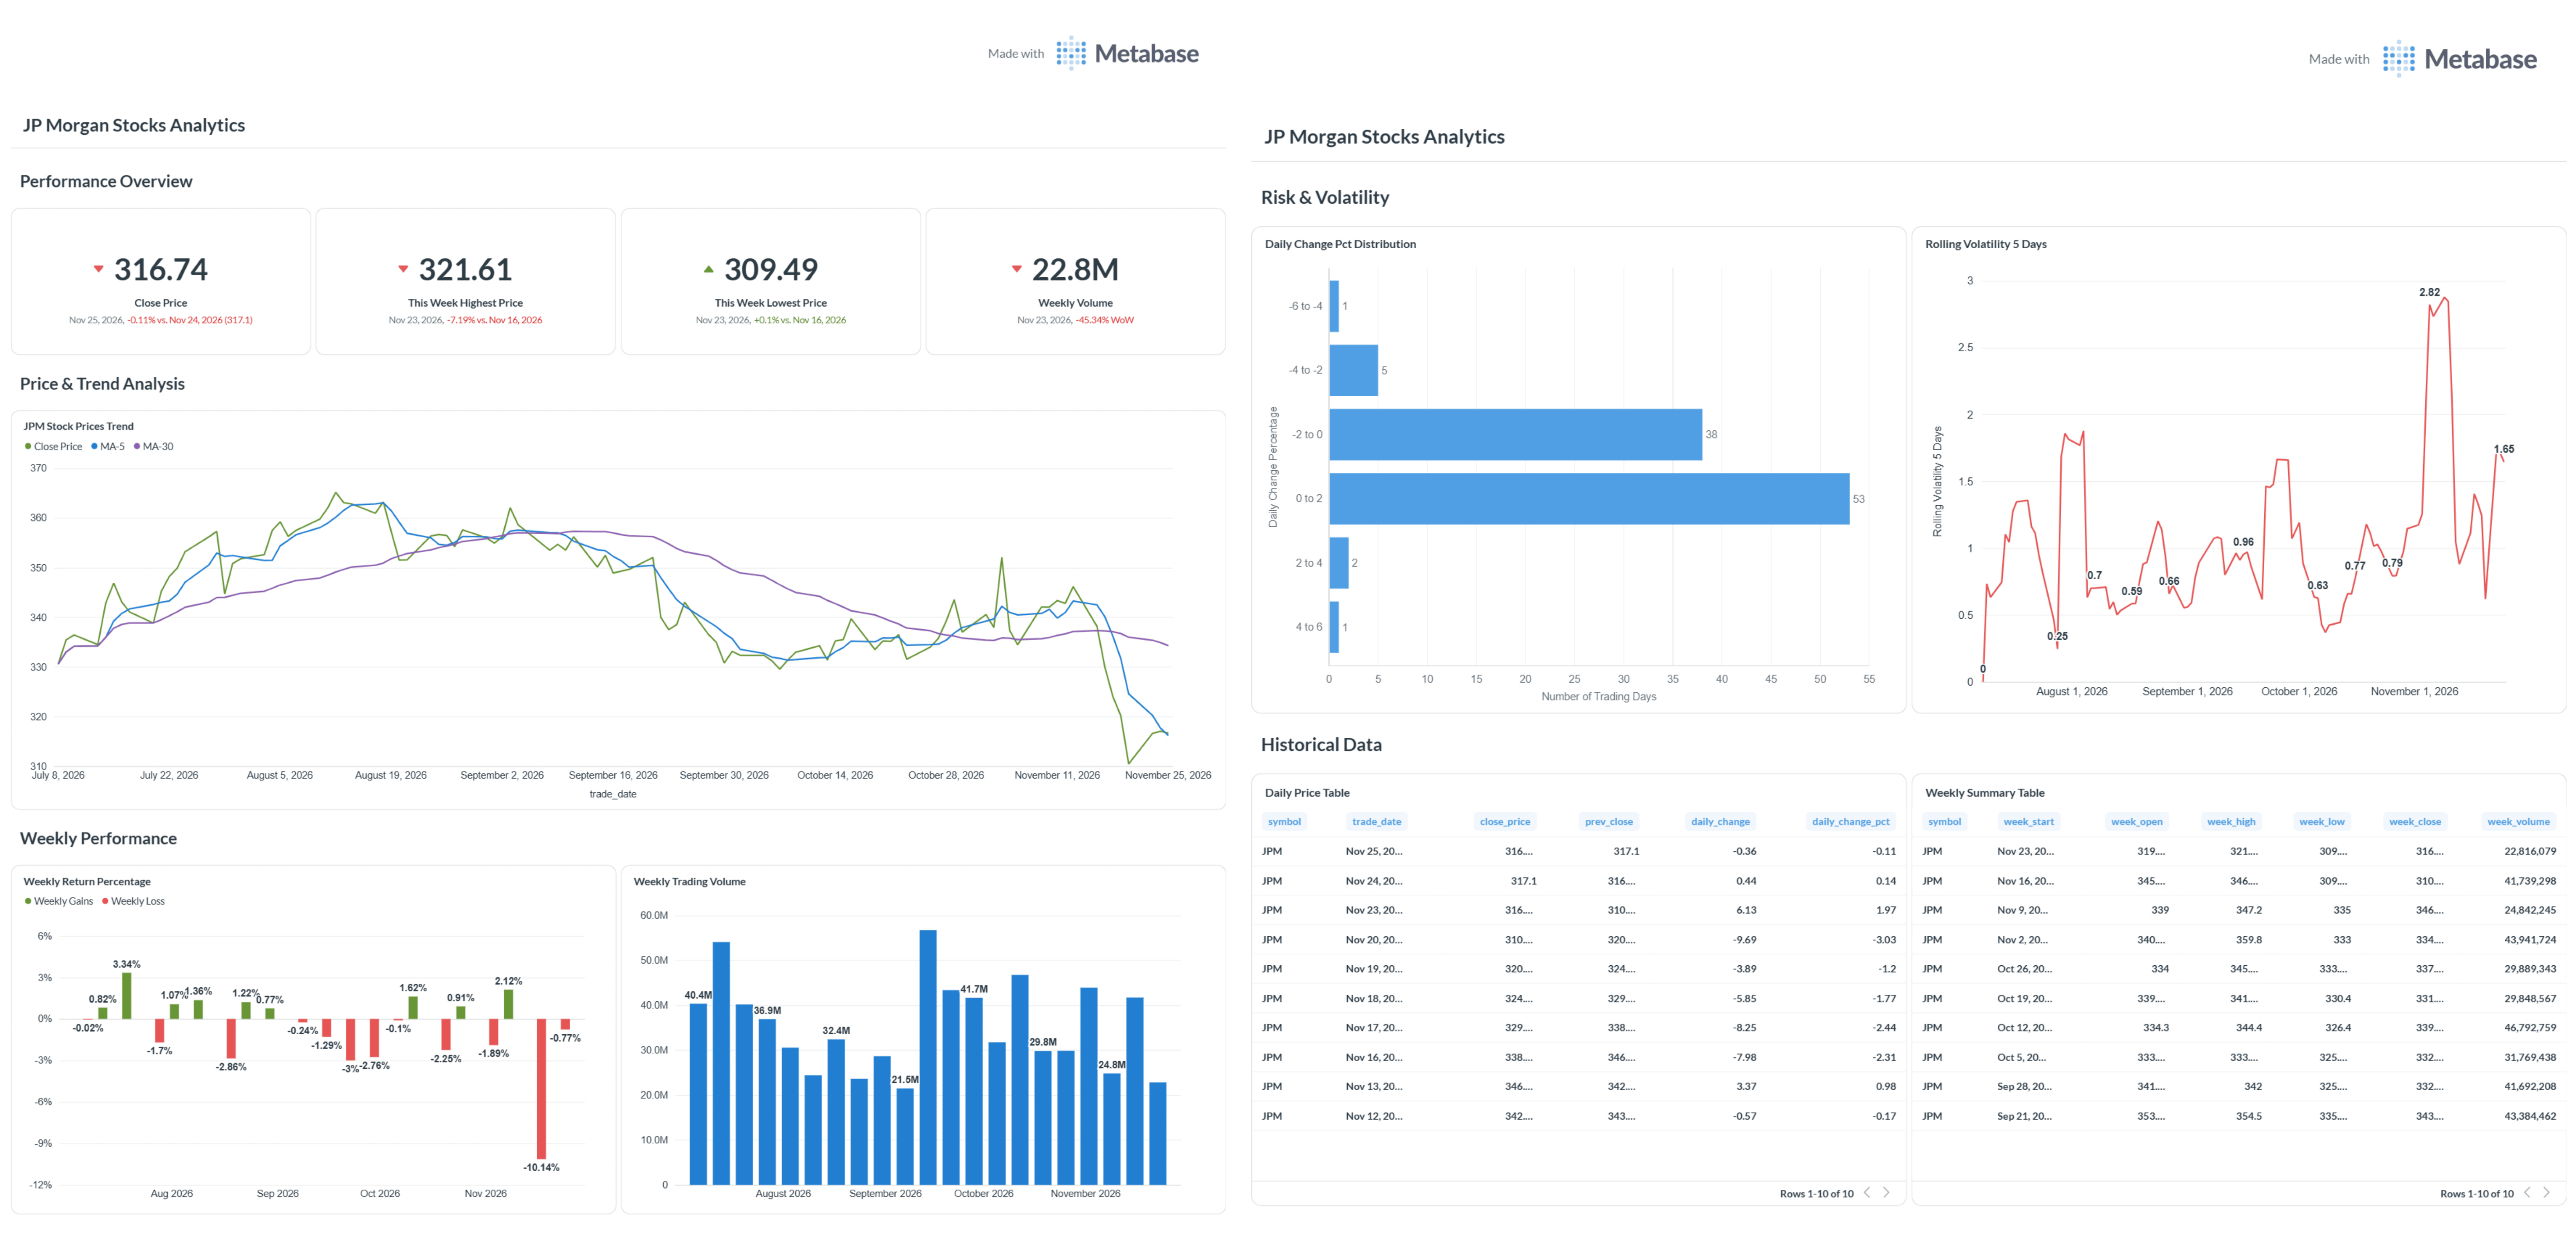 Made with Metabase
JP Morgan Stocks Analytics
Performance Overview
316.74
Close Price
Nov 25, 2026, -0.11% vs. Nov 24, 2026 (317.1)
321.61
This Week Highest Price
Nov 23, 2026, -7.19% vs. Nov 16, 2026
309.49
This Week Lowest Price
Nov 23, 2026, +0.1% vs. Nov 16, 2026
22.8M
Weekly Volume
Nov 23, 2026, -45.34% WoW
Price & Trend Analysis
JPM Stock Prices Trend
Close Price MA-5 MA-30
370
360
350
340
330
320
310
July 8, 2026 July 22, 2026 August 5, 2026 August 19, 2026 September 2, 2026 September 16, 2026 September 30, 2026 October 14, 2026 October 28, 2026 November 11, 2026 November 25, 2026
trade_date
Weekly Performance
Weekly Return Percentage
Weekly Gains Weekly Loss
6%
3%
0%
-3%
-6%
-9%
-12%
-0.02% 0.82% 3.34% -1.7% 1.07% 1.36% -2.86% 1.22% 0.77% -0.24% -1.29% -3% -2.76% -0.1% 1.62% -2.25% 0.91% -1.89% 2.12% -10.14% -0.77%
Aug 2026 Sep 2026 Oct 2026 Nov 2026
Weekly Trading Volume
60.0M
50.0M
40.0M
30.0M
20.0M
10.0M
0
40.4M 36.9M 32.4M 21.5M 41.7M 29.8M 24.8M
August 2026 September 2026 October 2026 November 2026
Made with Metabase
JP Morgan Stocks Analytics
Risk & Volatility
Daily Change Pct Distribution
Daily Change Percentage
-6 to -4 1
-4 to -2 5
-2 to 0 38
0 to 2 53
2 to 4 2
4 to 6 1
0 5 10 15 20 25 30 35 40 45 50 55
Number of Trading Days
Rolling Volatility 5 Days
Rolling Volatility 5 Days
3
2.5
2
1.5
1
0.5
0
0 0.25 0.7 0.59 0.66 0.96 0.63 0.77 0.79 2.82 1.65
August 1, 2026 September 1, 2026 October 1, 2026 November 1, 2026
Historical Data
Daily Price Table
symbol trade_date close_price prev_close daily_change daily_change_pct
JPM Nov 25, 20... 316.... 317.1 -0.36 -0.11
JPM Nov 24, 20... 317.1 316.... 0.44 0.14
JPM Nov 23, 20... 316.... 310.... 6.13 1.97
JPM Nov 20, 20... 310.... 320.... -9.69 -3.03
JPM Nov 19, 20... 320.... 324.... -3.89 -1.2
JPM Nov 18, 20... 324.... 329.... -5.85 -1.77
JPM Nov 17, 20... 329.... 338.... -8.25 -2.44
JPM Nov 16, 20... 338.... 346.... -7.98 -2.31
JPM Nov 13, 20... 346.... 342.... 3.37 0.98
JPM Nov 12, 20... 342.... 343.... -0.57 -0.17
Rows 1-10 of 10
Weekly Summary Table
symbol week_start week_open week_high week_low week_close week_volume
JPM Nov 23, 20... 319.... 321.... 309.... 316.... 22,816,079
JPM Nov 16, 20... 345.... 346.... 309.... 310.... 41,739,298
JPM Nov 9, 20... 339 347.2 335 346.... 24,842,245
JPM Nov 2, 20... 340.... 359.8 333 334.... 43,941,724
JPM Oct 26, 20... 334 345.... 333.... 337.... 29,889,343
JPM Oct 19, 20... 339.... 341.... 330.4 331.... 29,848,567
JPM Oct 12, 20... 334.3 344.4 326.4 339.... 46,792,759
JPM Oct 5, 20... 333.... 333.... 325.... 332.... 31,769,438
JPM Sep 28, 20... 341.... 342 325.... 332.... 41,692,208
JPM Sep 21, 20... 353.... 354.5 335.... 343.... 43,384,462
Rows 1-10 of 10